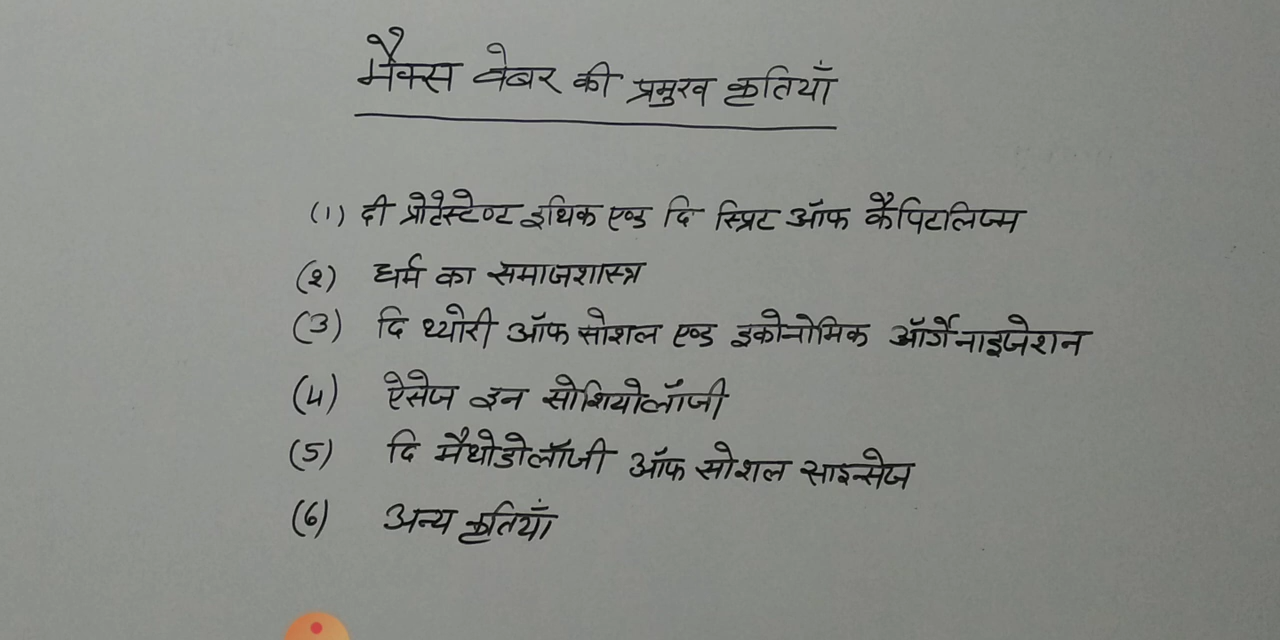 मैक्स वेबर की प्रमुख कृतियाँ
(1) दी प्रोटेस्टेण्ट इथिक एण्ड दि स्प्रिट ऑफ कैपिटलिज्म
(2) धर्म का समाजशास्त्र
(3) दि थ्योरी ऑफ सोशल एण्ड इकोनोमिक ऑर्गेनाइजेशन
(4) ऐसेज इन सोशियोलॉजी
(5) दि मैथोडोलॉजी ऑफ सोशल साइन्सेज
(6) अन्य कृतियाँ